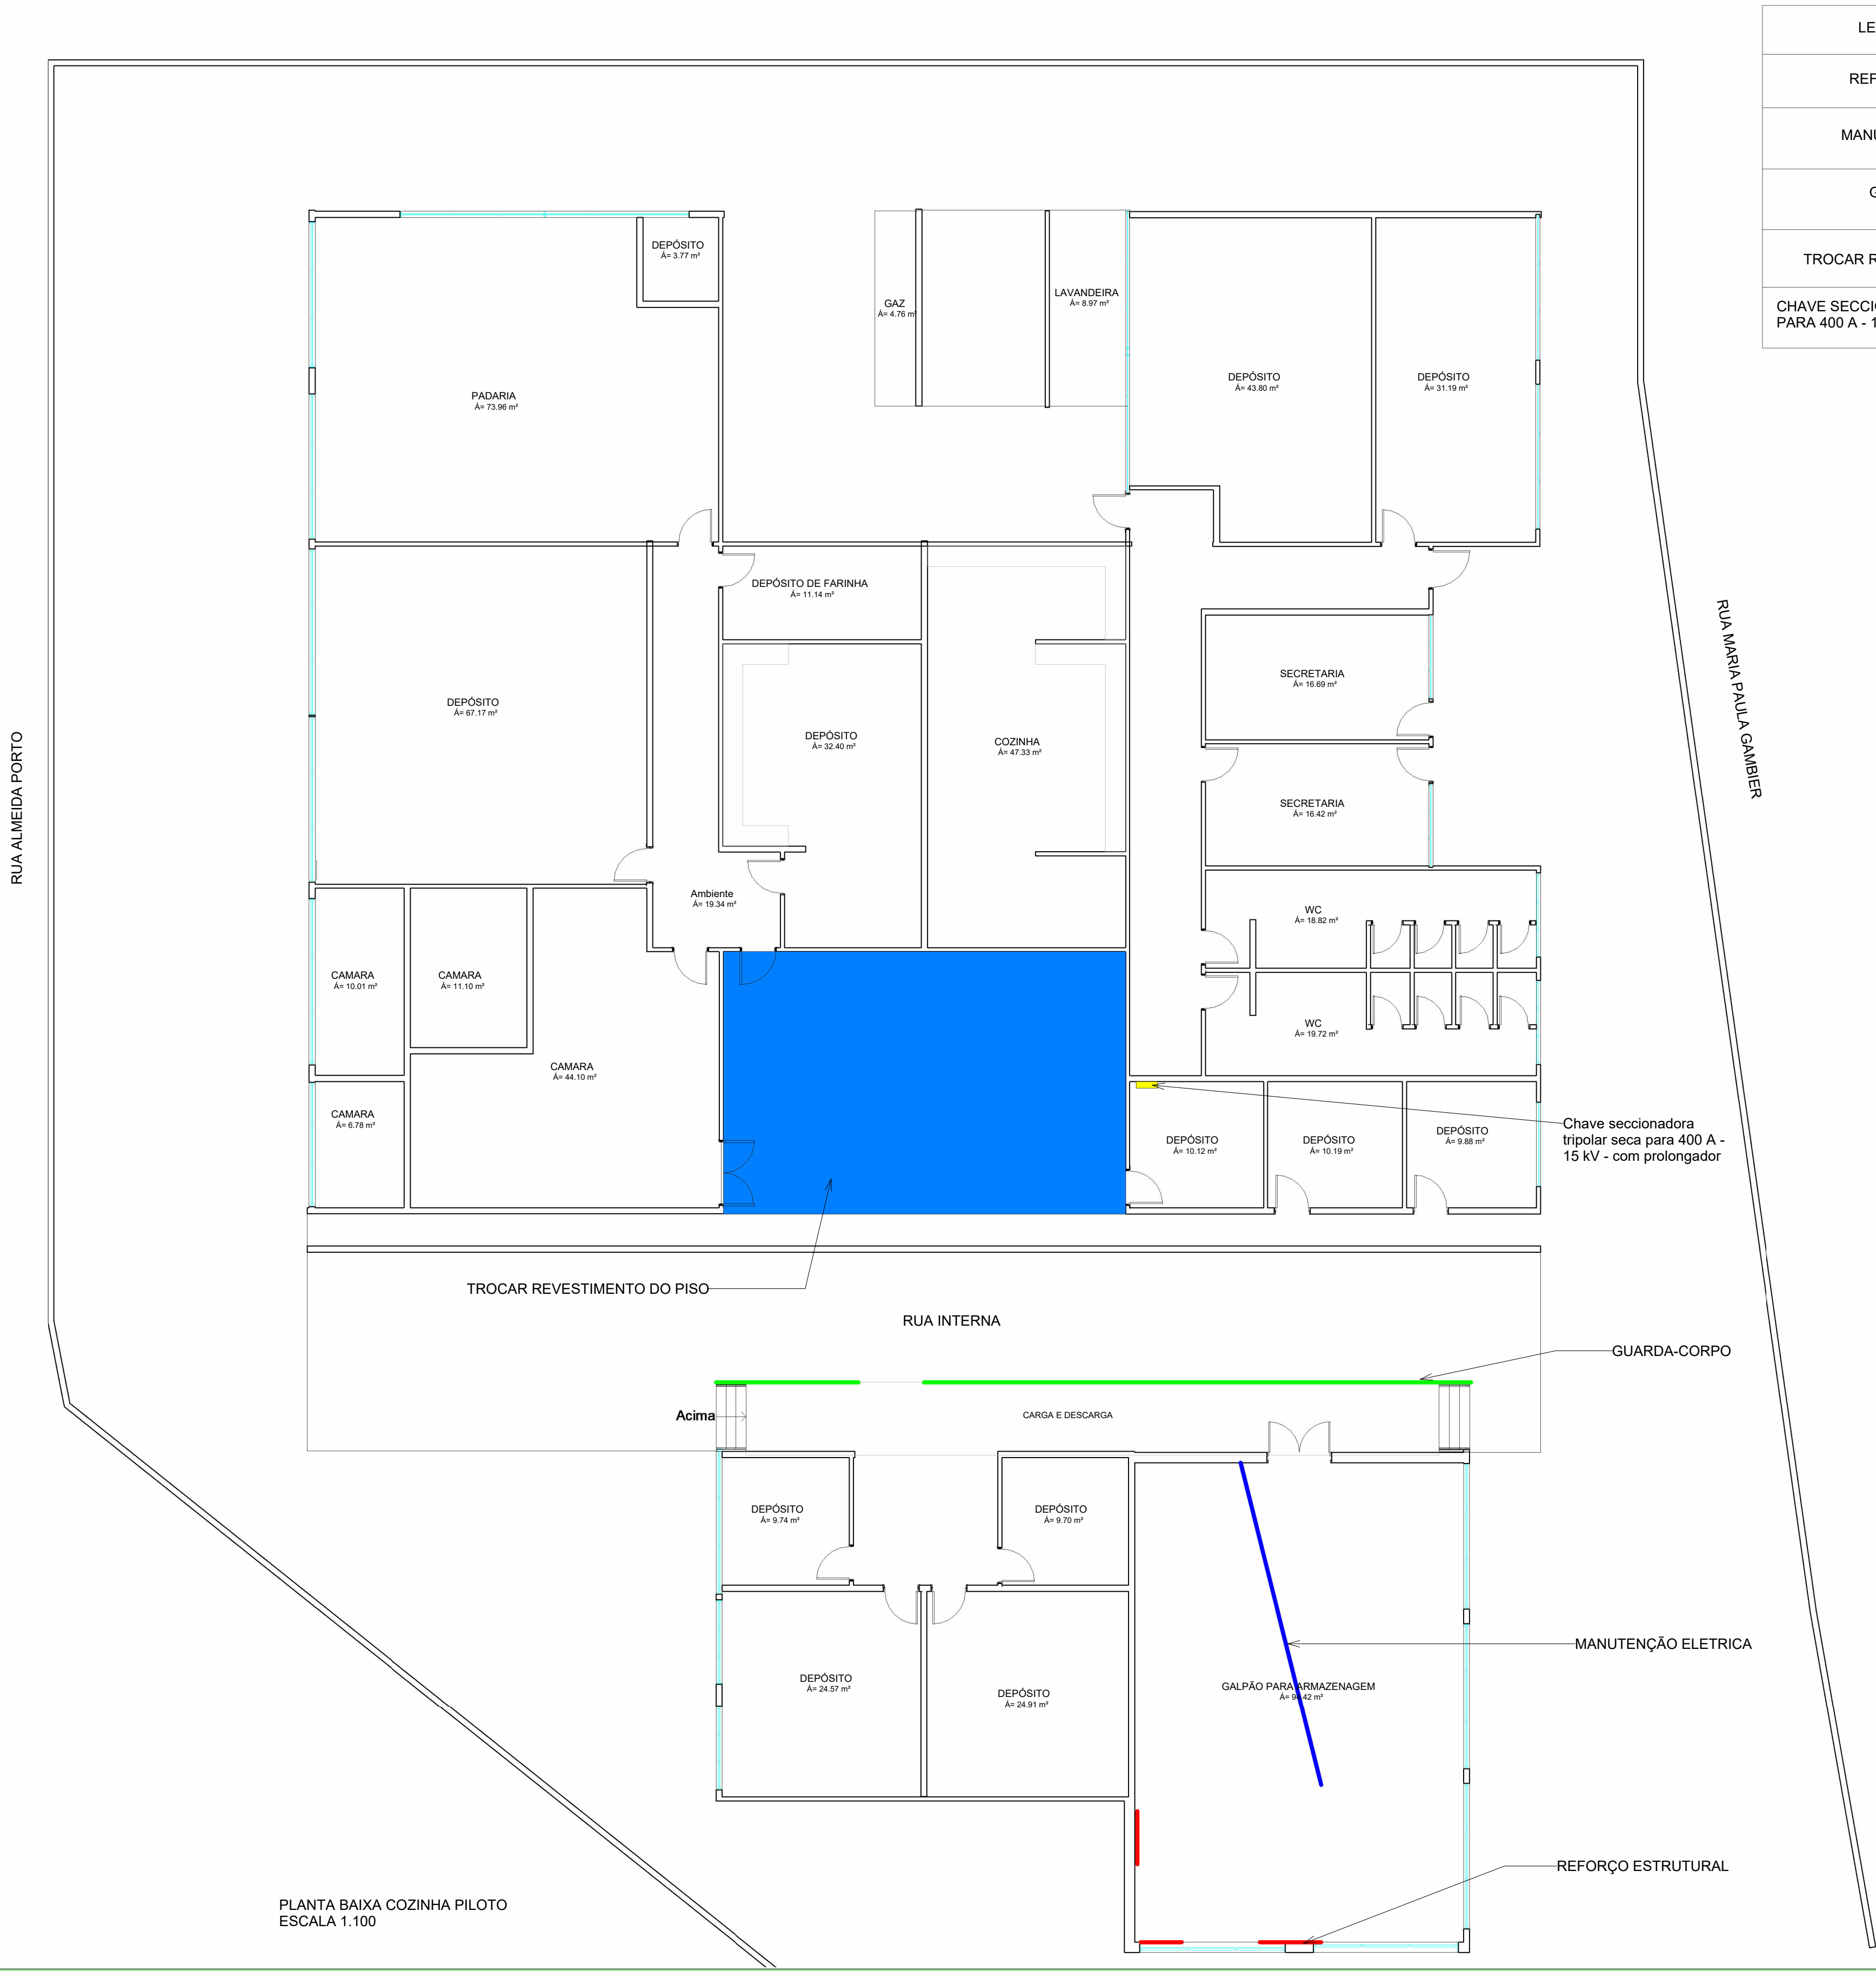 LE
REF
MANU
G
TROCAR R
CHAVE SECCI
PARA 400 A - 1
DEPÓSITO
Á= 3.77 m²
GAZ
Á= 4.76 m²
LAVANDEIRA
Á= 8.97 m²
PADARIA
Á= 73.96 m²
DEPÓSITO
Á= 43.80 m²
DEPÓSITO
Á= 31.19 m²
DEPÓSITO DE FARINHA
Á= 11.14 m²
DEPÓSITO
Á= 67.17 m²
DEPÓSITO
Á= 32.40 m²
COZINHA
Á= 47.33 m²
SECRETARIA
Á= 16.69 m²
SECRETARIA
Á= 16.42 m²
RUA ALMEIDA PORTO
RUA MARIA PAULA GAMBIER
Ambiente
Á= 19.34 m²
WC
Á= 18.82 m²
CAMARA
Á= 10.01 m²
CAMARA
Á= 11.10 m²
WC
Á= 19.72 m²
CAMARA
Á= 44.10 m²
CAMARA
Á= 6.78 m²
DEPÓSITO
Á= 10.12 m²
DEPÓSITO
Á= 10.19 m²
DEPÓSITO
Á= 9.88 m²
Chave seccionadora
tripolar seca para 400 A -
15 kV - com prolongador
TROCAR REVESTIMENTO DO PISO
RUA INTERNA
GUARDA-CORPO
Acima
CARGA E DESCARGA
DEPÓSITO
Á= 9.74 m²
DEPÓSITO
Á= 9.70 m²
MANUTENÇÃO ELETRICA
DEPÓSITO
Á= 24.57 m²
DEPÓSITO
Á= 24.91 m²
GALPÃO PARA ARMAZENAGEM
REFORÇO ESTRUTURAL
PLANTA BAIXA COZINHA PILOTO
ESCALA 1.100